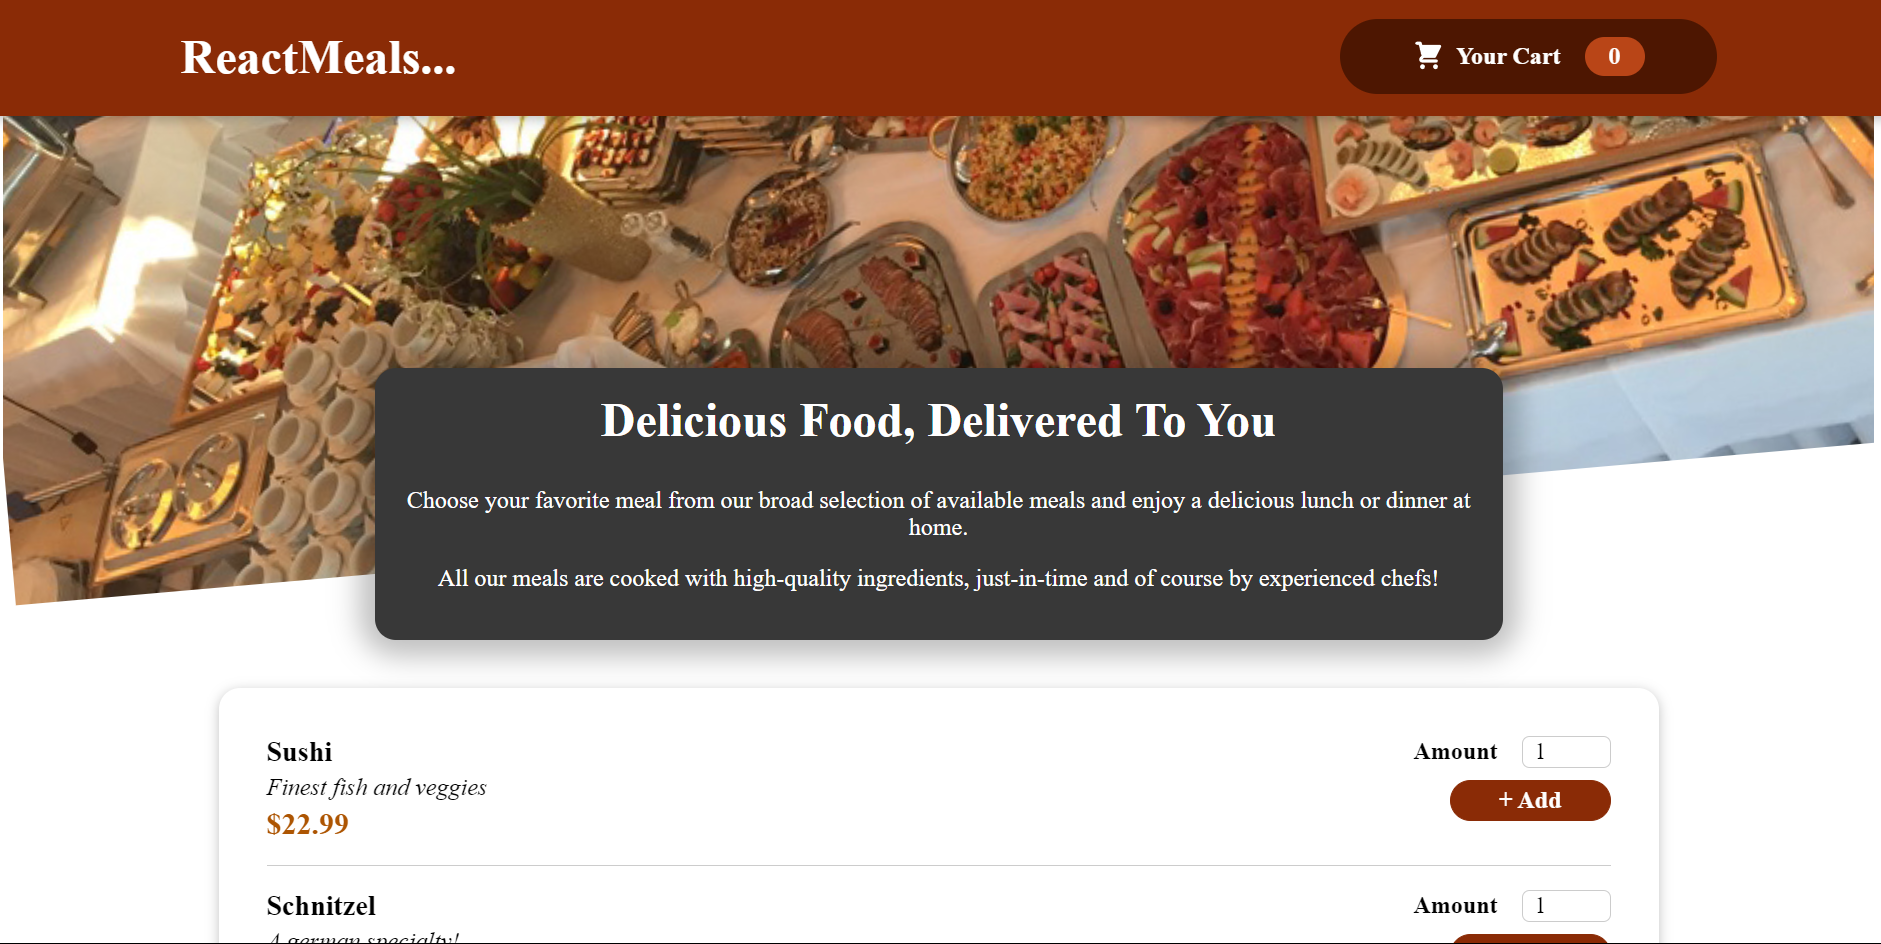 ReactMeals...
Your Cart 0
Delicious Food, Delivered To You
Choose your favorite meal from our broad selection of available meals and enjoy a delicious lunch or dinner at
home.
All our meals are cooked with high-quality ingredients, just-in-time and of course by experienced chefs!
Sushi
Amount 1
Finest fish and veggies
+ Add
$22.99
Schnitzel
Amount 1
A german specialty!